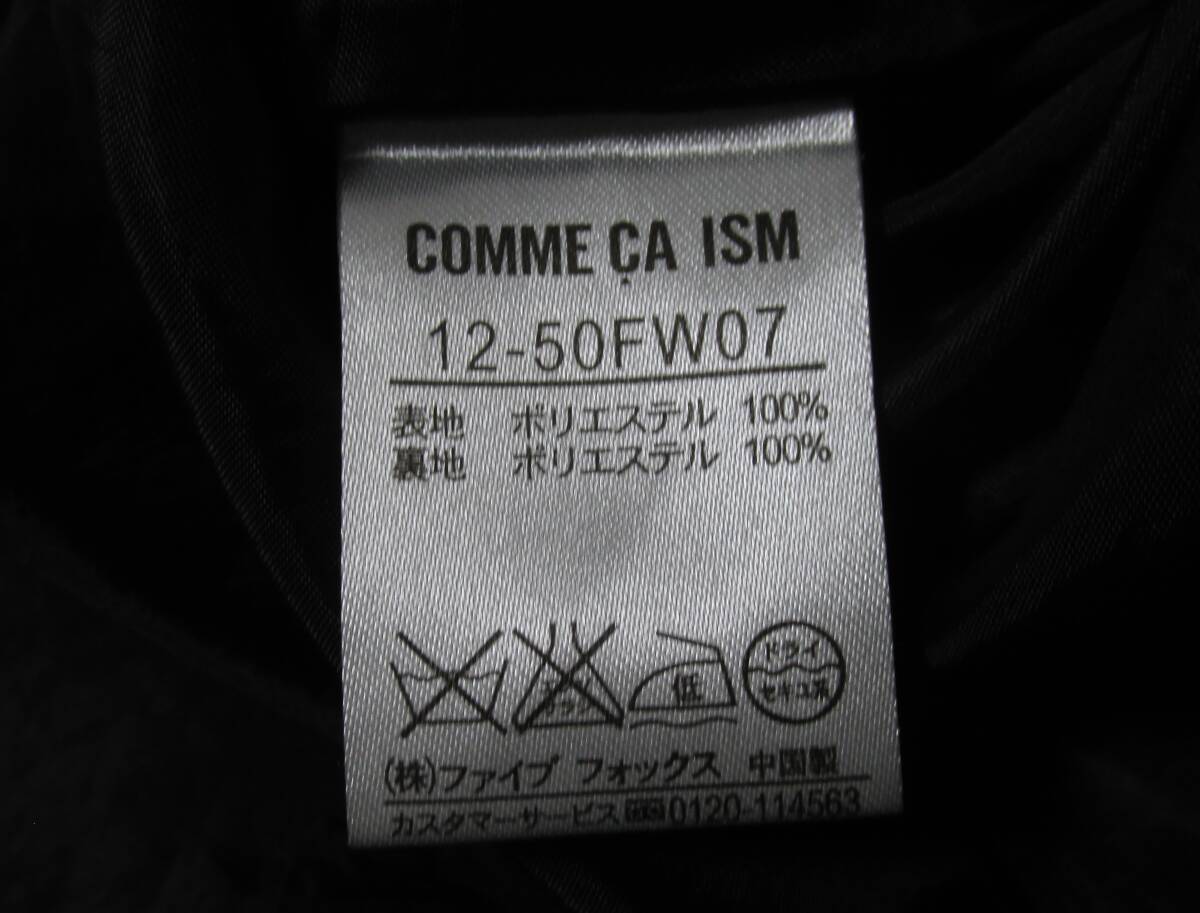 COMME ÇA ISM
12-50FW07
表地 ポリエステル 100%
裏地 ポリエステル 100%
低
ドライ
セキユ系
(株)ファイブ フォックス 中国製
カスタマーサービス 0120-114563